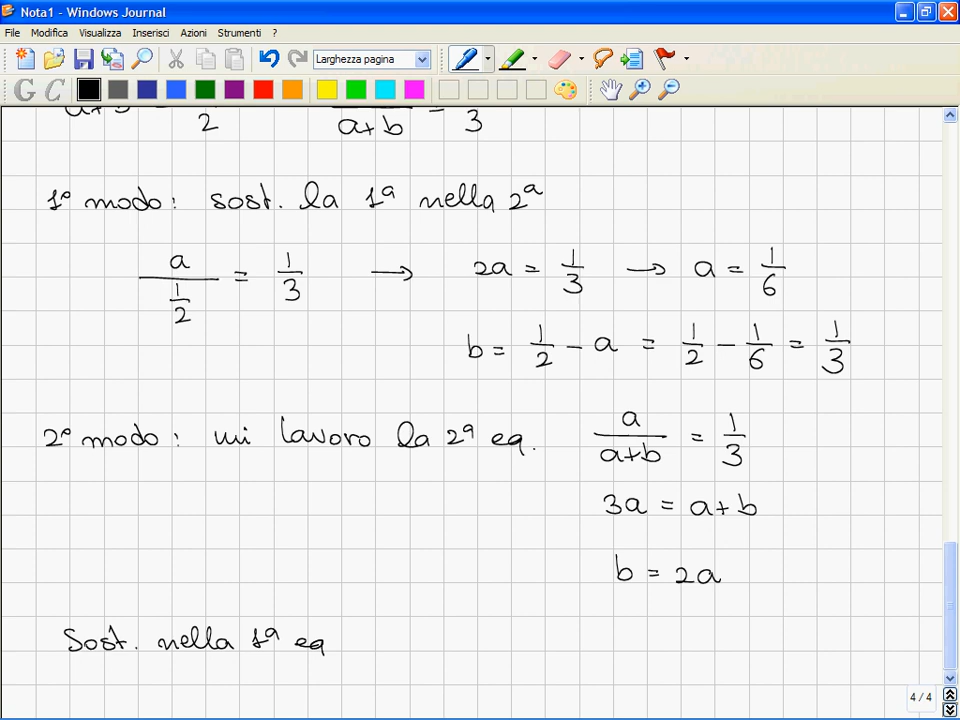 Nota1 - Windows Journal
File Modifica Visualizza Inserisci Azioni Strumenti ?
Larghezza pagina
G C
2 a+b = 3
1° modo: sost. la 1ª nella 2ª
a / 1/2 = 1/3 → 2a = 1/3 → a = 1/6
b = 1/2 - a = 1/2 - 1/6 = 1/3
2° modo: mi lavoro la 2ª eq. a / a+b = 1/3
3a = a+b
b = 2a
Sost. nella 1ª eq
4 / 4